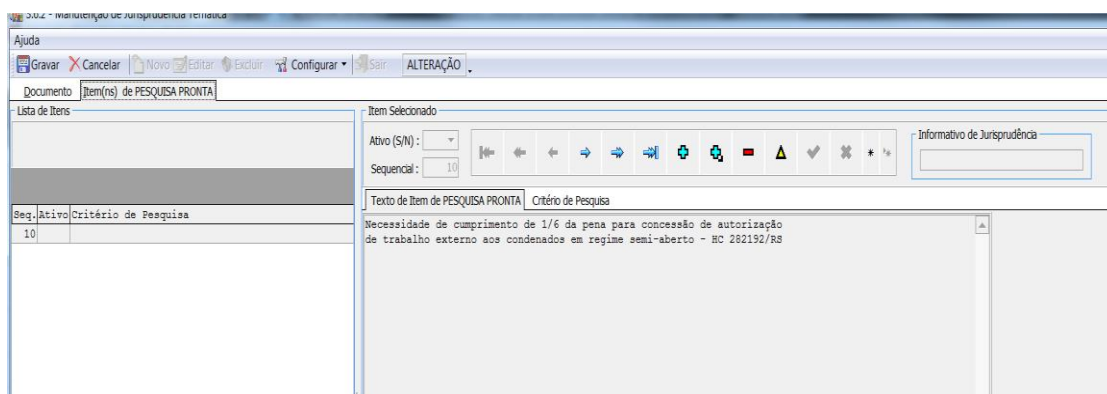 3.0.2 - Manutenção de Jurisprudência Temática
Ajuda
Gravar Cancelar Novo Editar Excluir Configurar Sair ALTERAÇÃO
Documento Item(ns) de PESQUISA PRONTA
Lista de Itens
Item Selecionado
Ativo (S/N) :
Sequencial : 10
Informativo de Jurisprudência
Texto de Item de PESQUISA PRONTA Critério de Pesquisa
Seq. Ativo Critério de Pesquisa
10
Necessidade de cumprimento de 1/6 da pena para concessão de autorização
de trabalho externo aos condenados em regime semi-aberto - HC 282192/RS